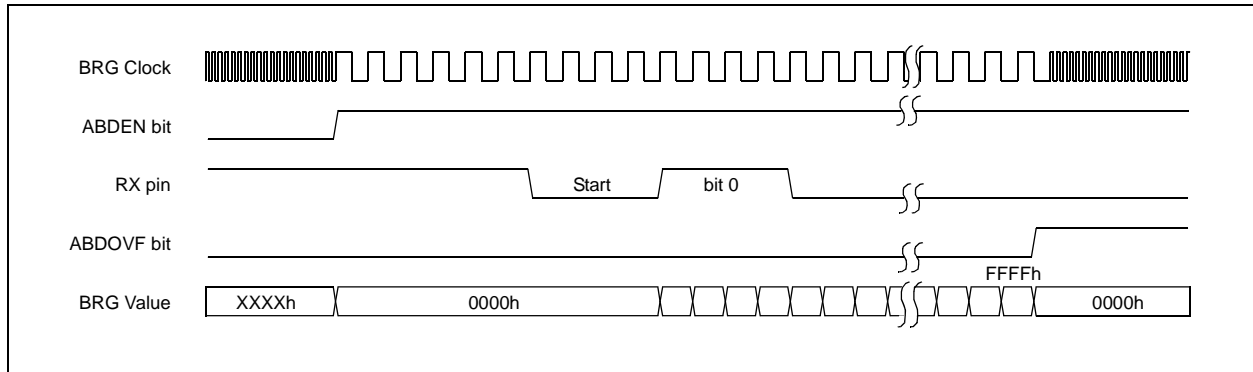 BRG Clock
ABDEN bit
RX pin
Start
bit 0
ABDOVF bit
FFFFh
BRG Value
XXXXh
0000h
0000h